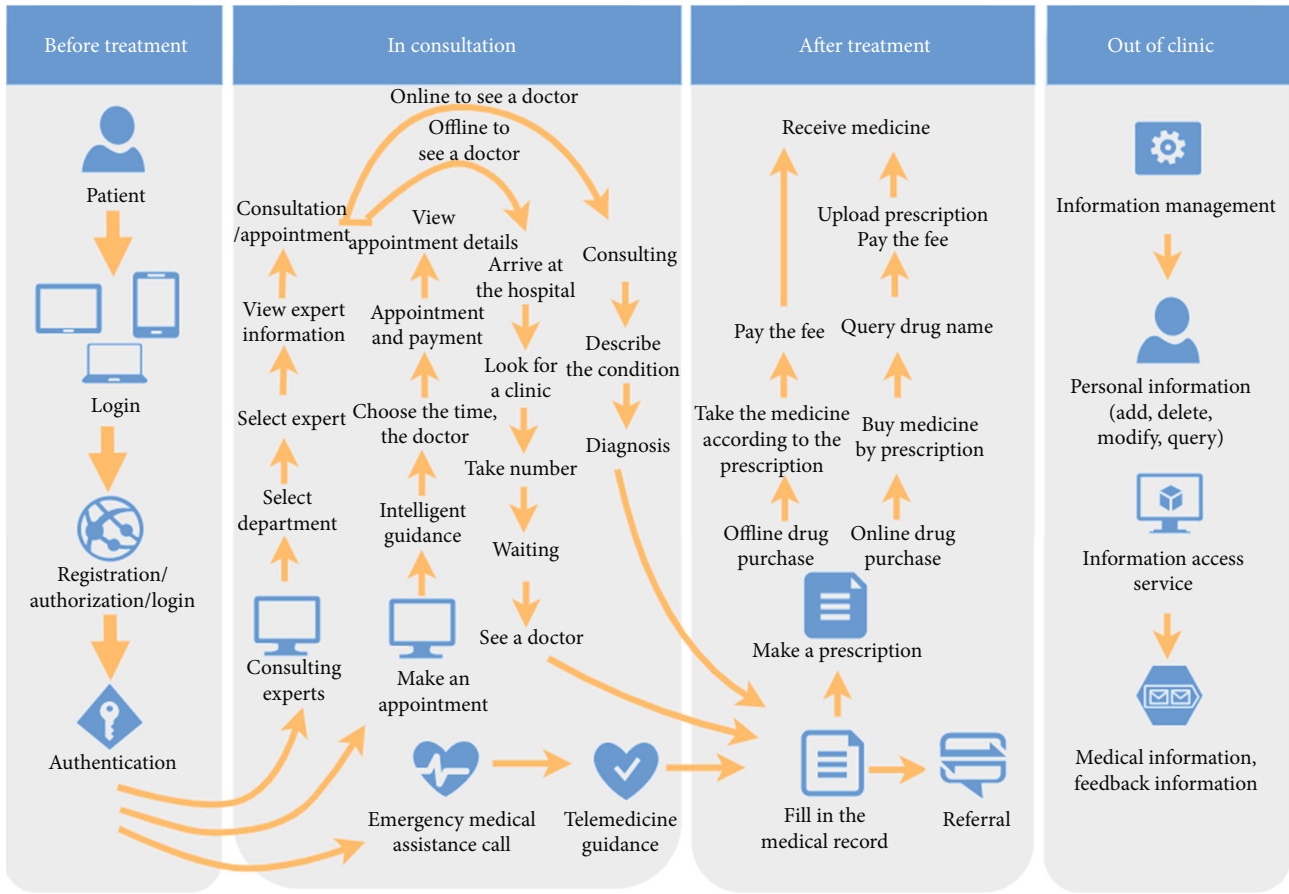 Before treatment
In consultation
After treatment
Out of clinic
Patient
Login
Registration/
authorization/login
Authentication
Online to see a doctor
Offline to
see a doctor
Consultation
/appointment
View expert
information
Select expert
Select
department
Consulting
experts
View
appointment details
Appointment
and payment
Choose the time,
the doctor
Intelligent
guidance
Make an
appointment
Arrive at
the hospital
Look for
a clinic
Take number
Waiting
See a doctor
Consulting
Describe
the condition
Diagnosis
Emergency medical
assistance call
Telemedicine
guidance
Receive medicine
Pay the fee
Take the medicine
according to the
prescription
Offline drug
purchase
Upload prescription
Pay the fee
Query drug name
Buy medicine
by prescription
Online drug
purchase
Make a prescription
Fill in the
medical record
Referral
Information management
Personal information
(add, delete,
modify, query)
Information access
service
Medical information,
feedback information